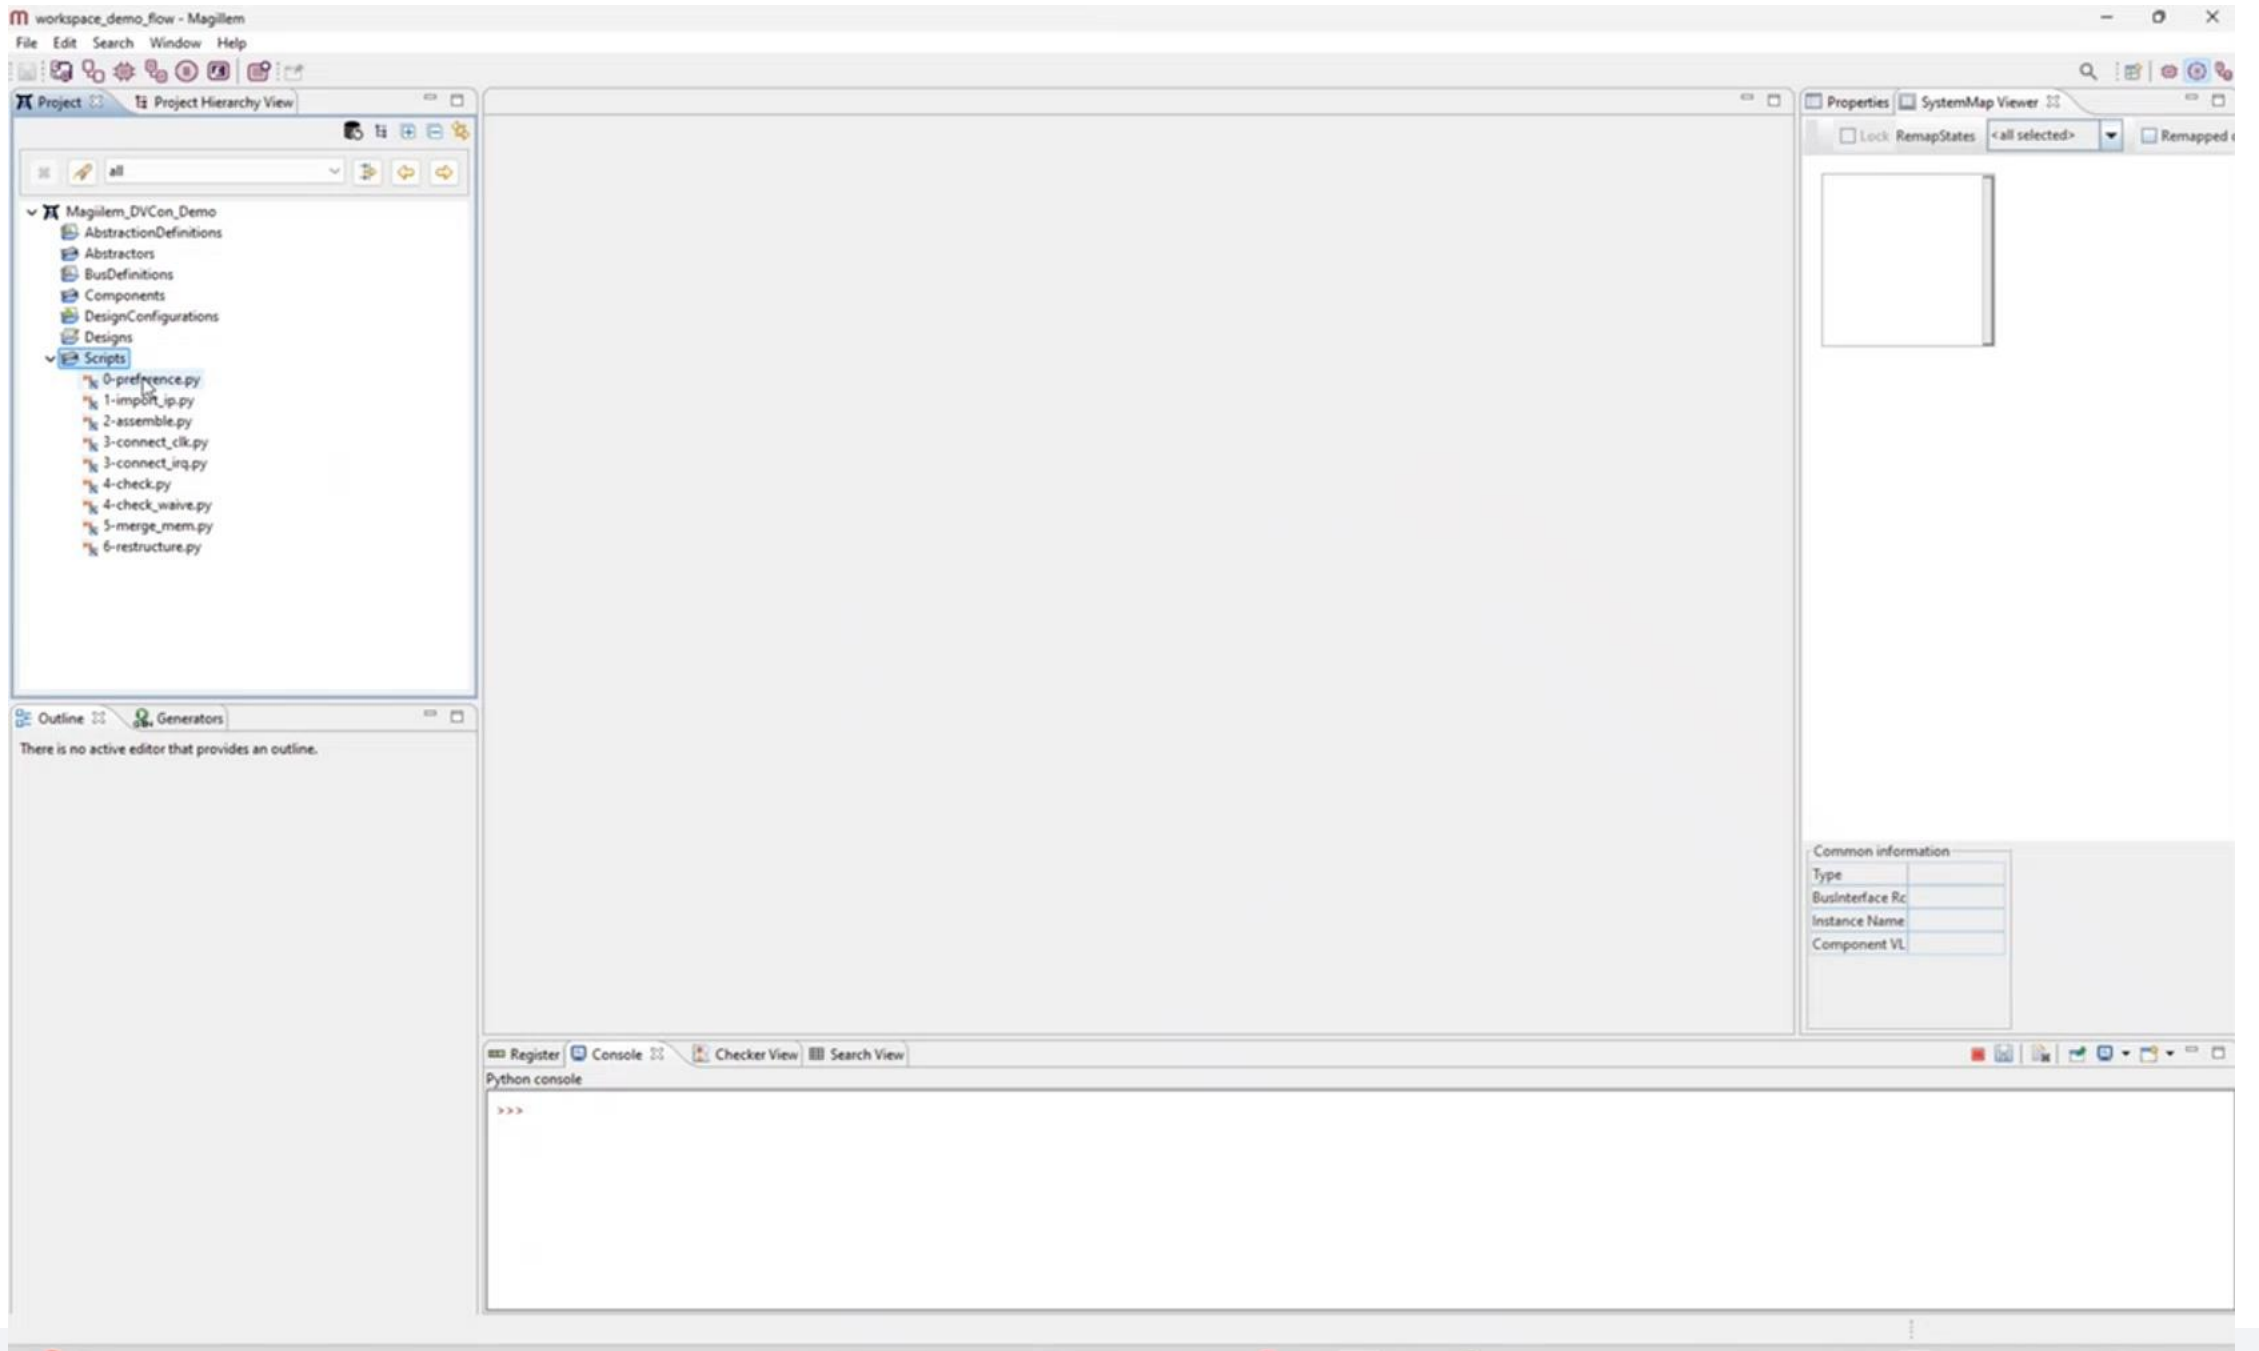 workspace_demo_flow - Magillem
File Edit Search Window Help
Project Project Hierarchy View
all
Magiilem_DVCon_Demo
AbstractionDefinitions
Abstractors
BusDefinitions
Components
DesignConfigurations
Designs
Scripts
0-preference.py
1-import_ip.py
2-assemble.py
3-connect_clk.py
3-connect_irq.py
4-check.py
4-check_waive.py
5-merge_mem.py
6-restructure.py
Outline Generators
There is no active editor that provides an outline.
Register Console Checker View Search View
Python console
>>>
Properties SystemMap Viewer
Lock RemapStates <all selected> Remapped
Common information
Type
BusInterface Rc
Instance Name
Component VL